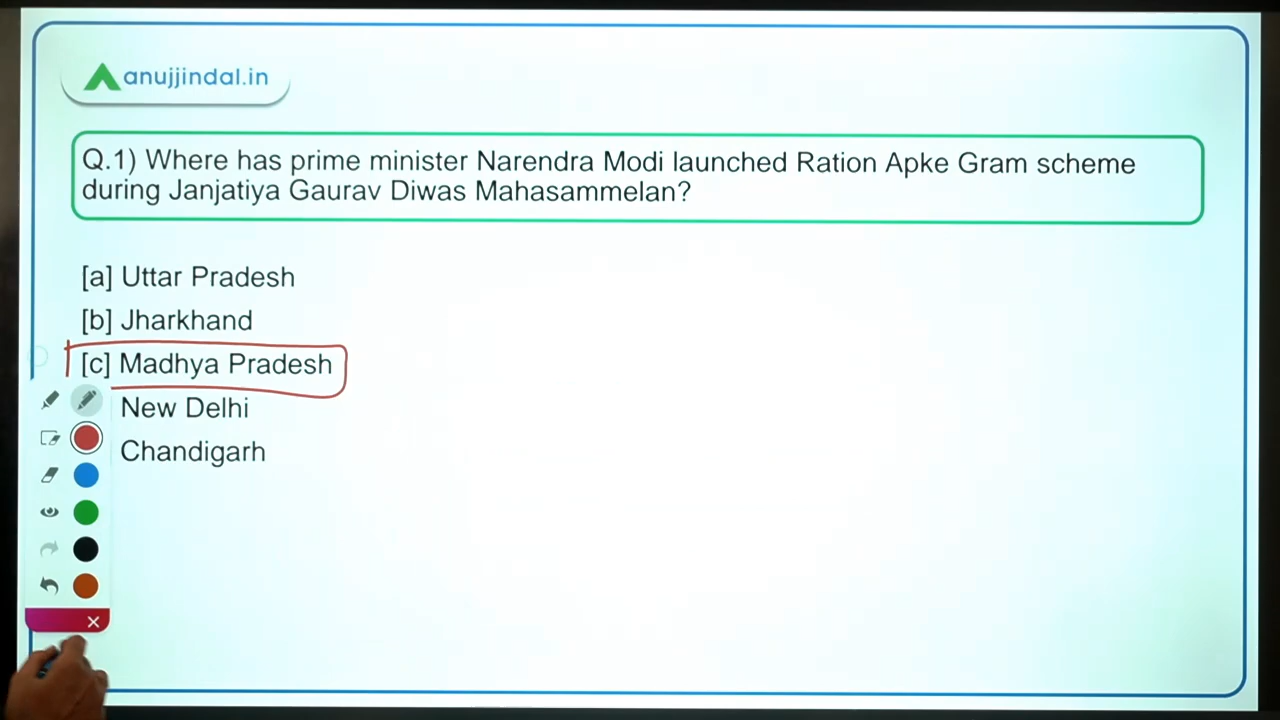 anujjindal.in
Q.1) Where has prime minister Narendra Modi launched Ration Apke Gram scheme
during Janjatiya Gaurav Diwas Mahasammelan?
[a] Uttar Pradesh
[b] Jharkhand
[c] Madhya Pradesh
New Delhi
Chandigarh